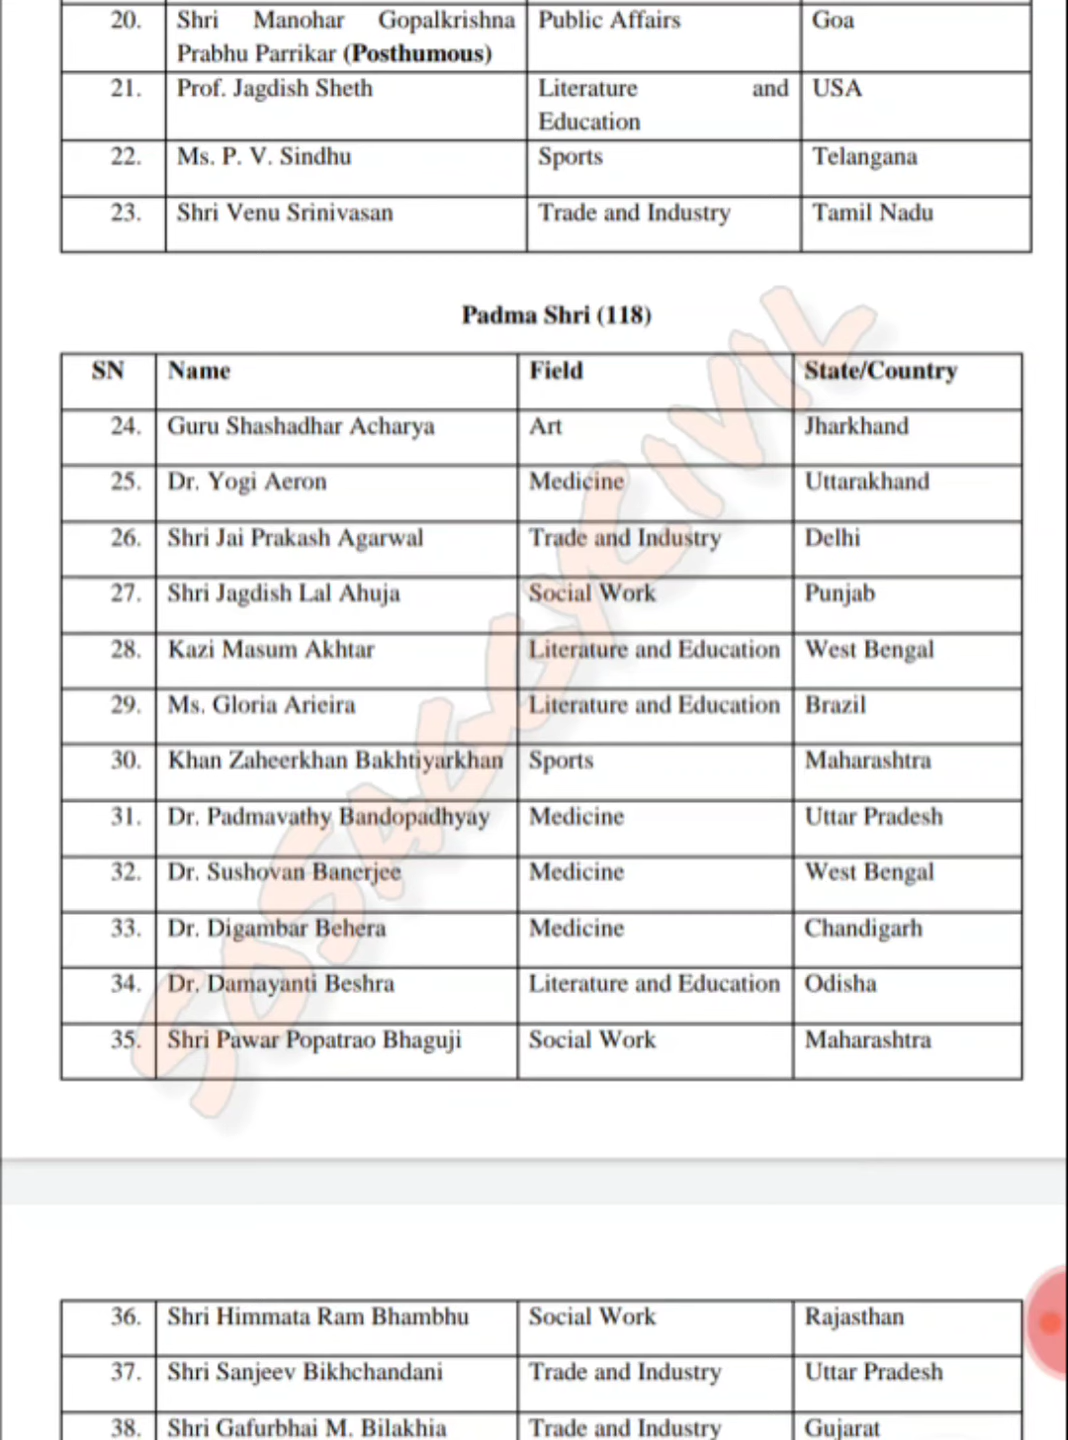 20. Shri Manohar Gopalkrishna Public Affairs Goa
Prabhu Parrikar (Posthumous)
21. Prof. Jagdish Sheth Literature and USA
Education
22. Ms. P. V. Sindhu Sports Telangana
23. Shri Venu Srinivasan Trade and Industry Tamil Nadu
Padma Shri (118)
SN Name Field State/Country
24. Guru Shashadhar Acharya Art Jharkhand
25. Dr. Yogi Aeron Medicine Uttarakhand
26. Shri Jai Prakash Agarwal Trade and Industry Delhi
27. Shri Jagdish Lal Ahuja Social Work Punjab
28. Kazi Masum Akhtar Literature and Education West Bengal
29. Ms. Gloria Arieira Literature and Education Brazil
30. Khan Zaheerkhan Bakhtiyarkhan Sports Maharashtra
31. Dr. Padmavathy Bandopadhyay Medicine Uttar Pradesh
32. Dr. Sushovan Banerjee Medicine West Bengal
33. Dr. Digambar Behera Medicine Chandigarh
34. Dr. Damayanti Beshra Literature and Education Odisha
35. Shri Pawar Popatrao Bhaguji Social Work Maharashtra
36. Shri Himmata Ram Bhambhu Social Work Rajasthan
37. Shri Sanjeev Bikhchandani Trade and Industry Uttar Pradesh
38. Shri Gafurbhai M. Bilakhia Trade and Industry Gujarat